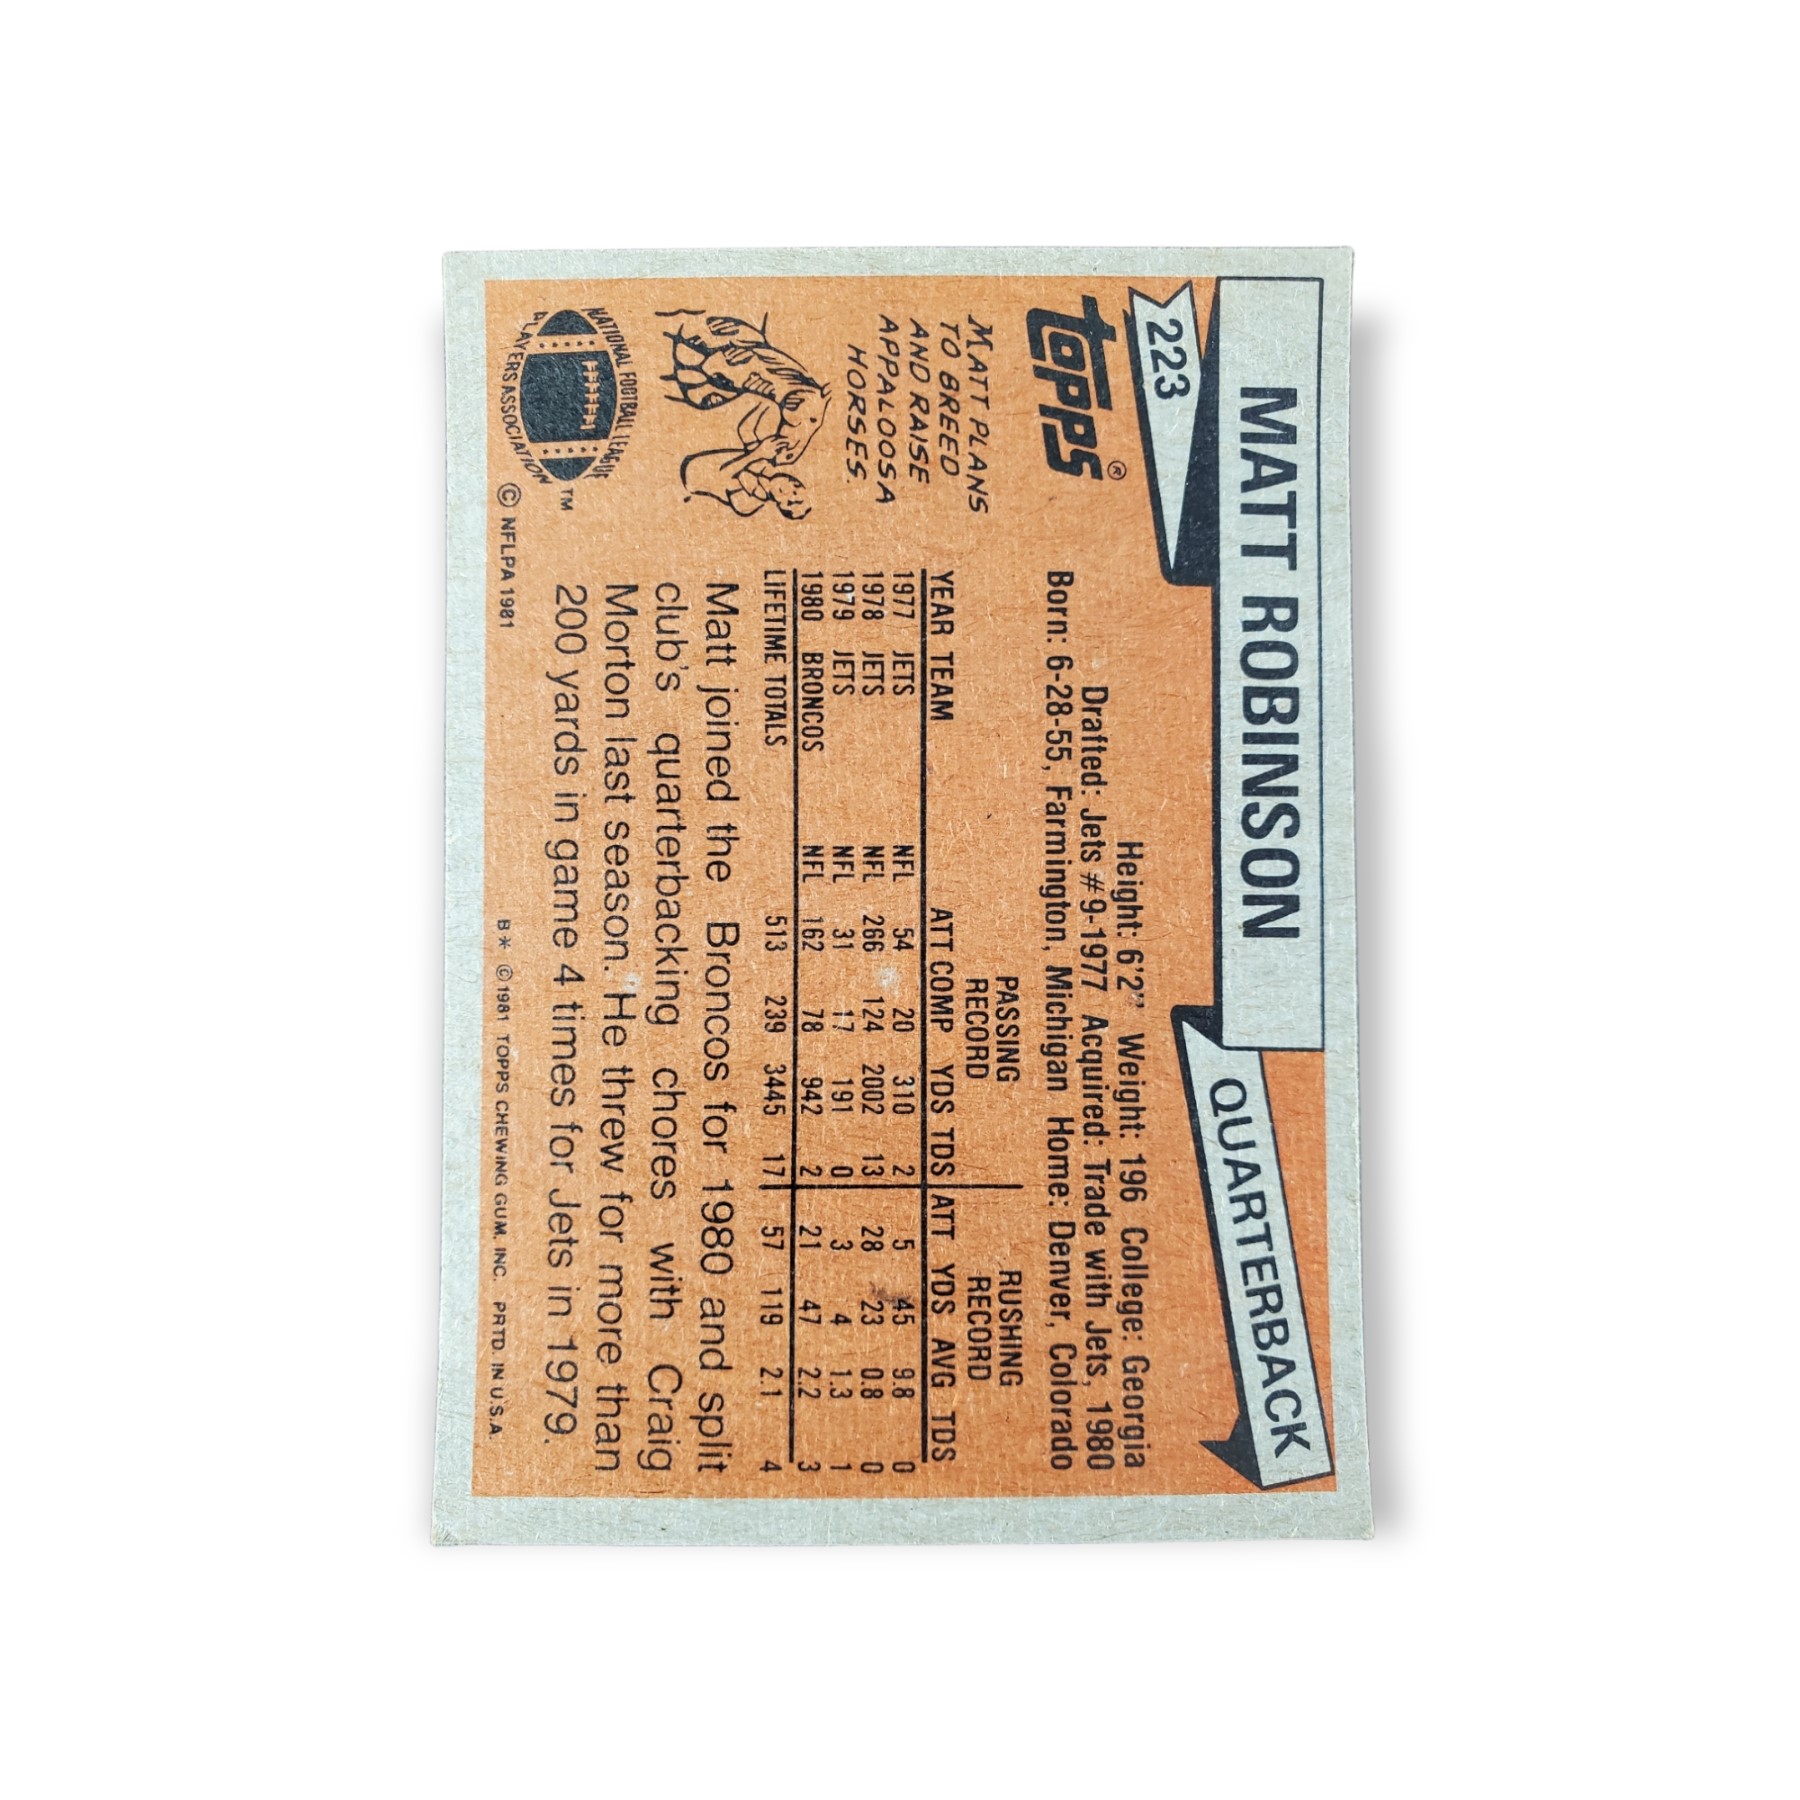 MATT ROBINSON
QUARTERBACK
223
topps®
Height: 6'2" Weight: 196 College: Georgia
Drafted: Jets #9-1977 Acquired: Trade with Jets, 1980
Born: 6-28-55, Farmington, Michigan Home: Denver, Colorado
MATT PLANS
TO BREED
AND RAISE
APPALOOSA
HORSES.
PASSING RUSHING
RECORD RECORD
YEAR TEAM ATT COMP YDS TDS ATT YDS AVG TDS
1977 JETS NFL 54 20 310 2 5 45 9.8 0
1978 JETS NFL 266 124 2002 13 28 23 0.8 0
1979 JETS NFL 31 17 191 0 3 4 1.3 1
1980 BRONCOS NFL 162 78 942 2 21 47 2.2 3
LIFETIME TOTALS 513 239 3445 17 57 119 2.1 4
Matt joined the Broncos for 1980 and split
club's quarterbacking chores with Craig
Morton last season. He threw for more than
200 yards in game 4 times for Jets in 1979.
NATIONAL FOOTBALL LEAGUE
PLAYERS ASSOCIATION
TM
© NFLPA 1981
B* © 1981 TOPPS CHEWING GUM, INC. PRTD. IN U.S.A.